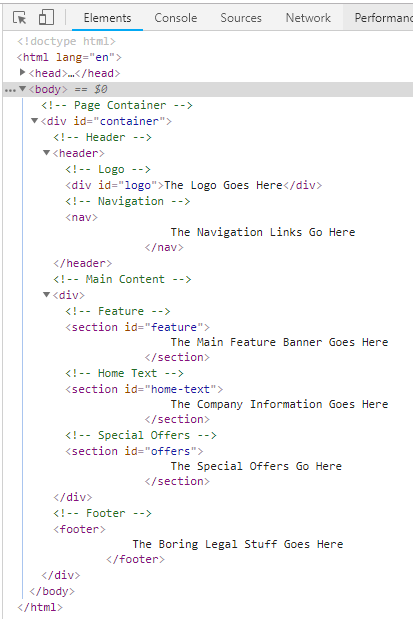 Elements Console Sources Network Performance
<!doctype html>
<html lang="en">
<head>…</head>
<body> == $0
<!-- Page Container -->
<div id="container">
<!-- Header -->
<header>
<!-- Logo -->
<div id="logo">The Logo Goes Here</div>
<!-- Navigation -->
<nav>
The Navigation Links Go Here
</nav>
</header>
<!-- Main Content -->
<div>
<!-- Feature -->
<section id="feature">
The Main Feature Banner Goes Here
</section>
<!-- Home Text -->
<section id="home-text">
The Company Information Goes Here
</section>
<!-- Special Offers -->
<section id="offers">
The Special Offers Go Here
</section>
</div>
<!-- Footer -->
<footer>
The Boring Legal Stuff Goes Here
</footer>
</div>
</body>
</html>